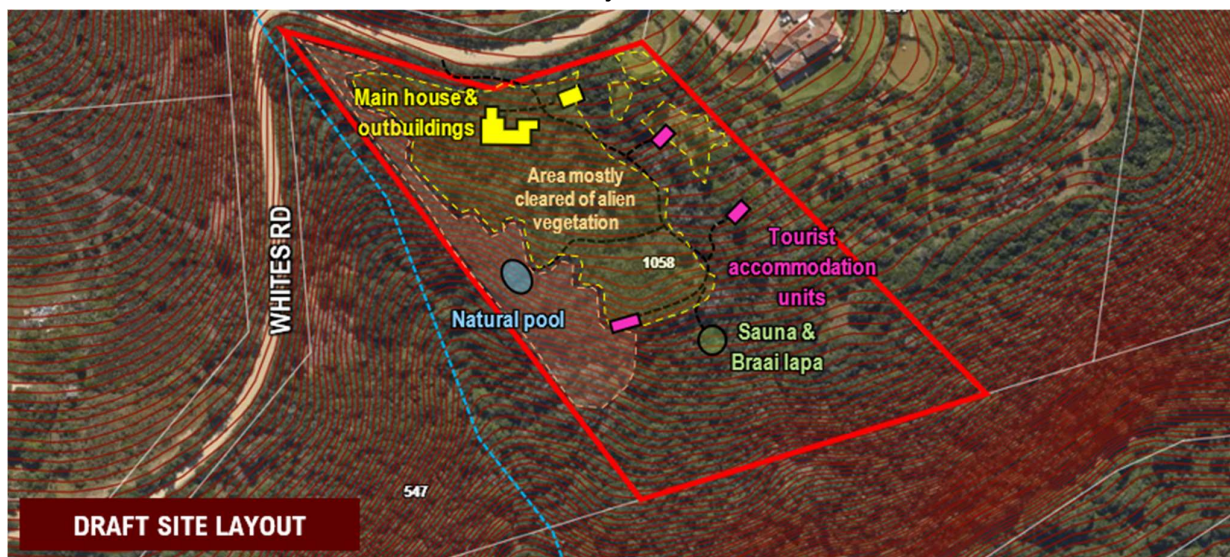 Main house &
outbuildings
Area mostly
cleared of alien
vegetation
WHITES RD
1058
Tourist
accommodation
units
Natural pool
Sauna &
Braai lapa
547
DRAFT SITE LAYOUT